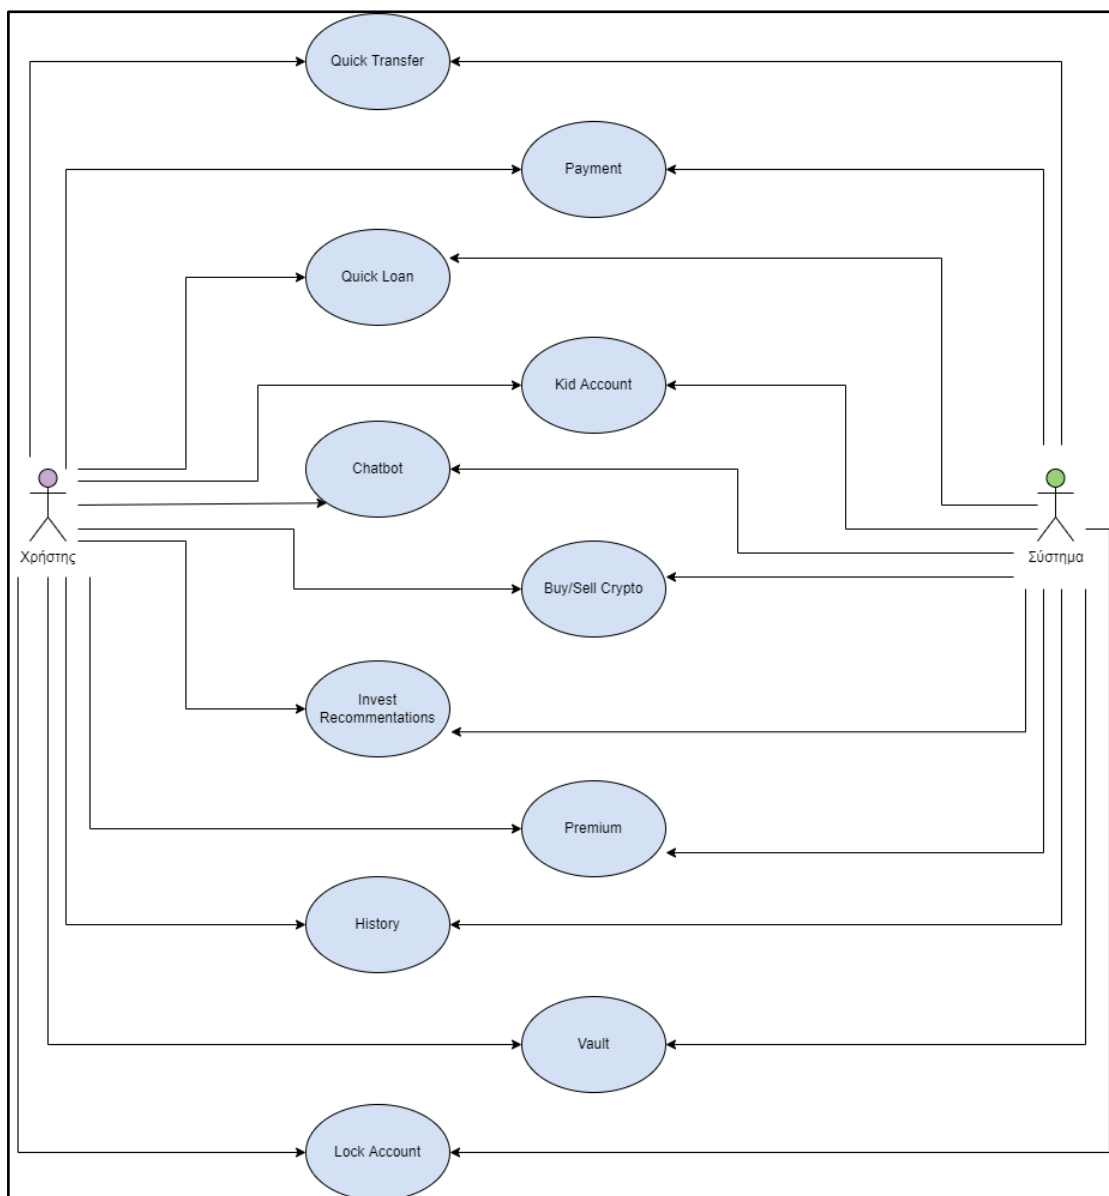 Quick Transfer
Payment
Quick Loan
Kid Account
Chatbot
Χρήστης
Σύστημα
Buy/Sell Crypto
Invest
Recommentations
Premium
History
Vault
Lock Account